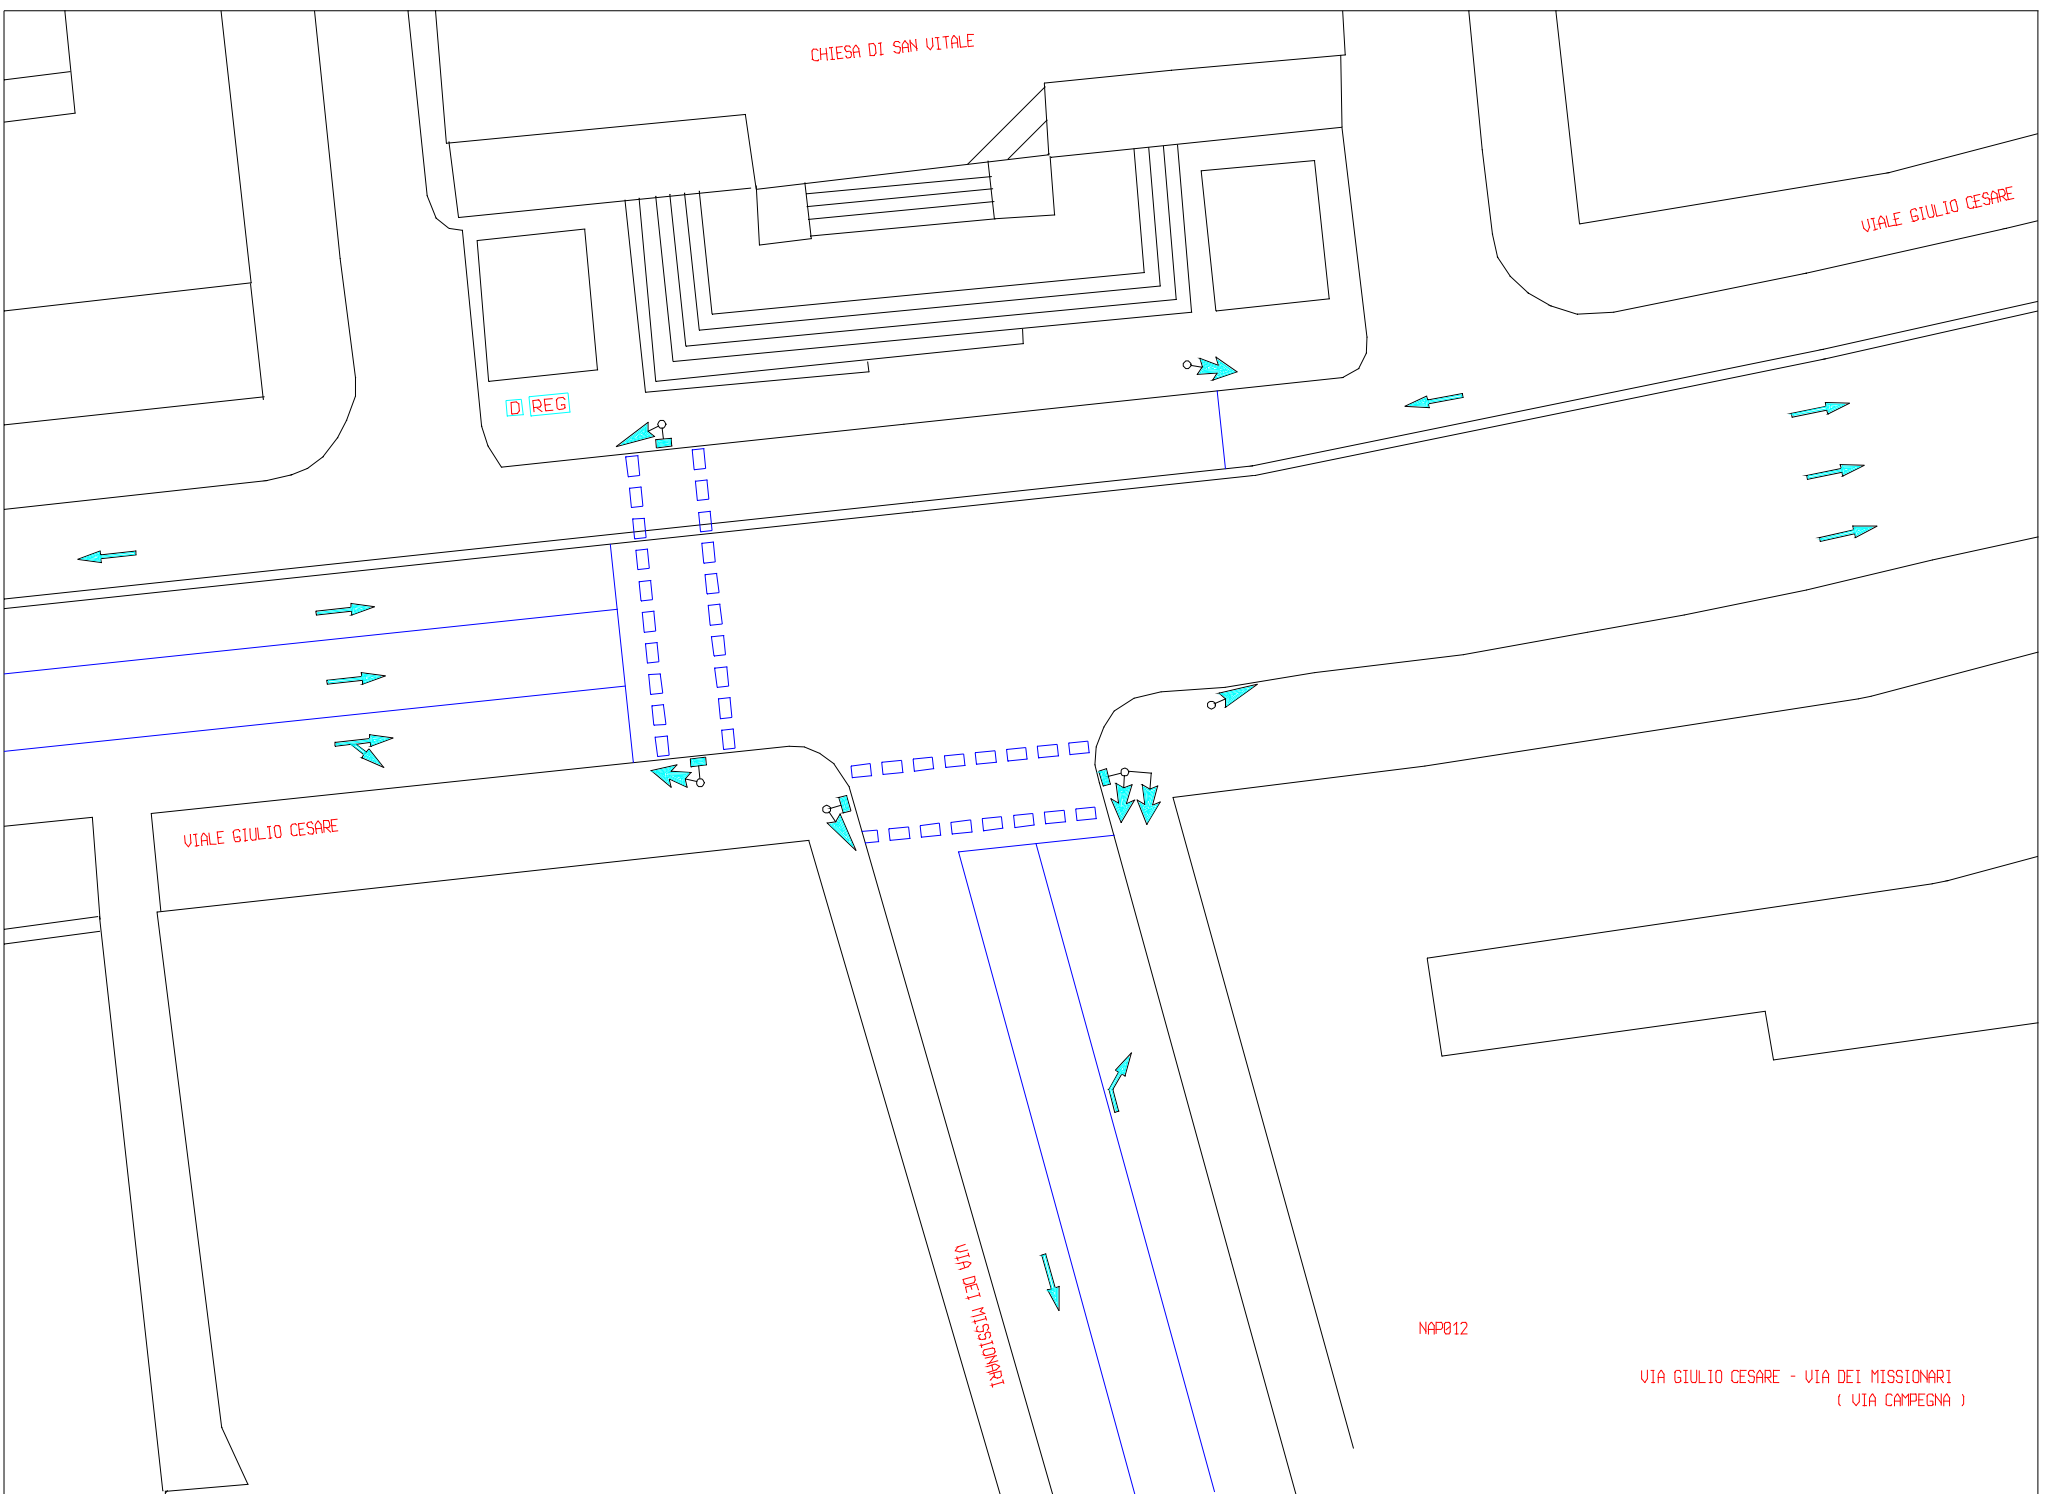 CHIESA DI SAN VITALE
VIALE GIULIO CESARE
D REG
VIALE GIULIO CESARE
VIA DEI MISSIONARI
NAP012
VIA GIULIO CESARE - VIA DEI MISSIONARI
( VIA CAMPEGNA )